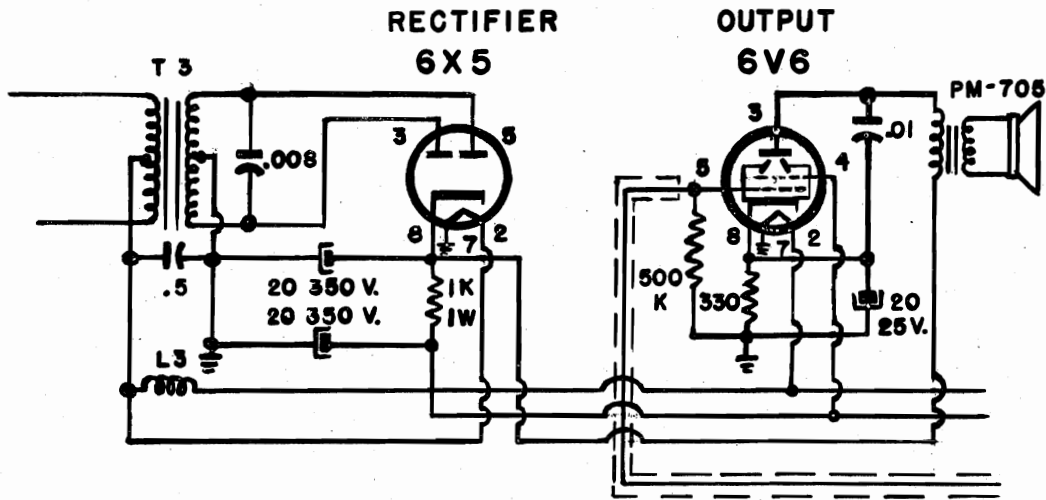 RECTIFIER
6X5
OUTPUT
6V6
T 3
PM-705
3
5
.008
8
7
2
.5
20 350 V.
20 350 V.
1K
1W
L3
3
.01
4
5
8
7
2
500
K
330
20
25V.